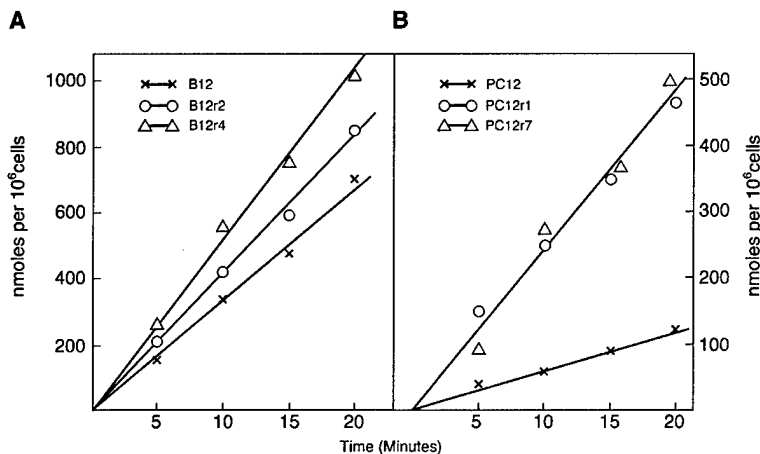 A
B
B12
B12r2
B12r4
PC12
PC12r1
PC12r7
nmoles per 10⁶cells
1000
800
600
400
200
500
400
300
200
100
nmoles per 10⁶cells
5 10 15 20
5 10 15 20
Time (Minutes)